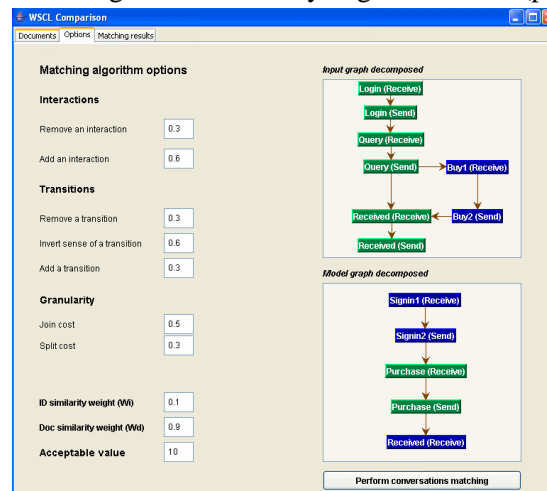 WSCL Comparison
Documents Options Matching results
Matching algorithm options
Interactions
Remove an interaction 0.3
Add an interaction 0.6
Transitions
Remove a transition 0.3
Invert sense of a transition 0.6
Add a transition 0.3
Granularity
Join cost 0.5
Split cost 0.3
ID similarity weight (Wi) 0.1
Doc similarity weight (Wd) 0.9
Acceptable value 10
Input graph decomposed
Login (Receive)
Login (Send)
Query (Receive)
Query (Send) Buy1 (Receive)
Received (Receive) Buy2 (Send)
Received (Send)
Model graph decomposed
Signin1 (Receive)
Signin2 (Send)
Purchase (Receive)
Purchase (Send)
Received (Receive)
Perform conversations matching